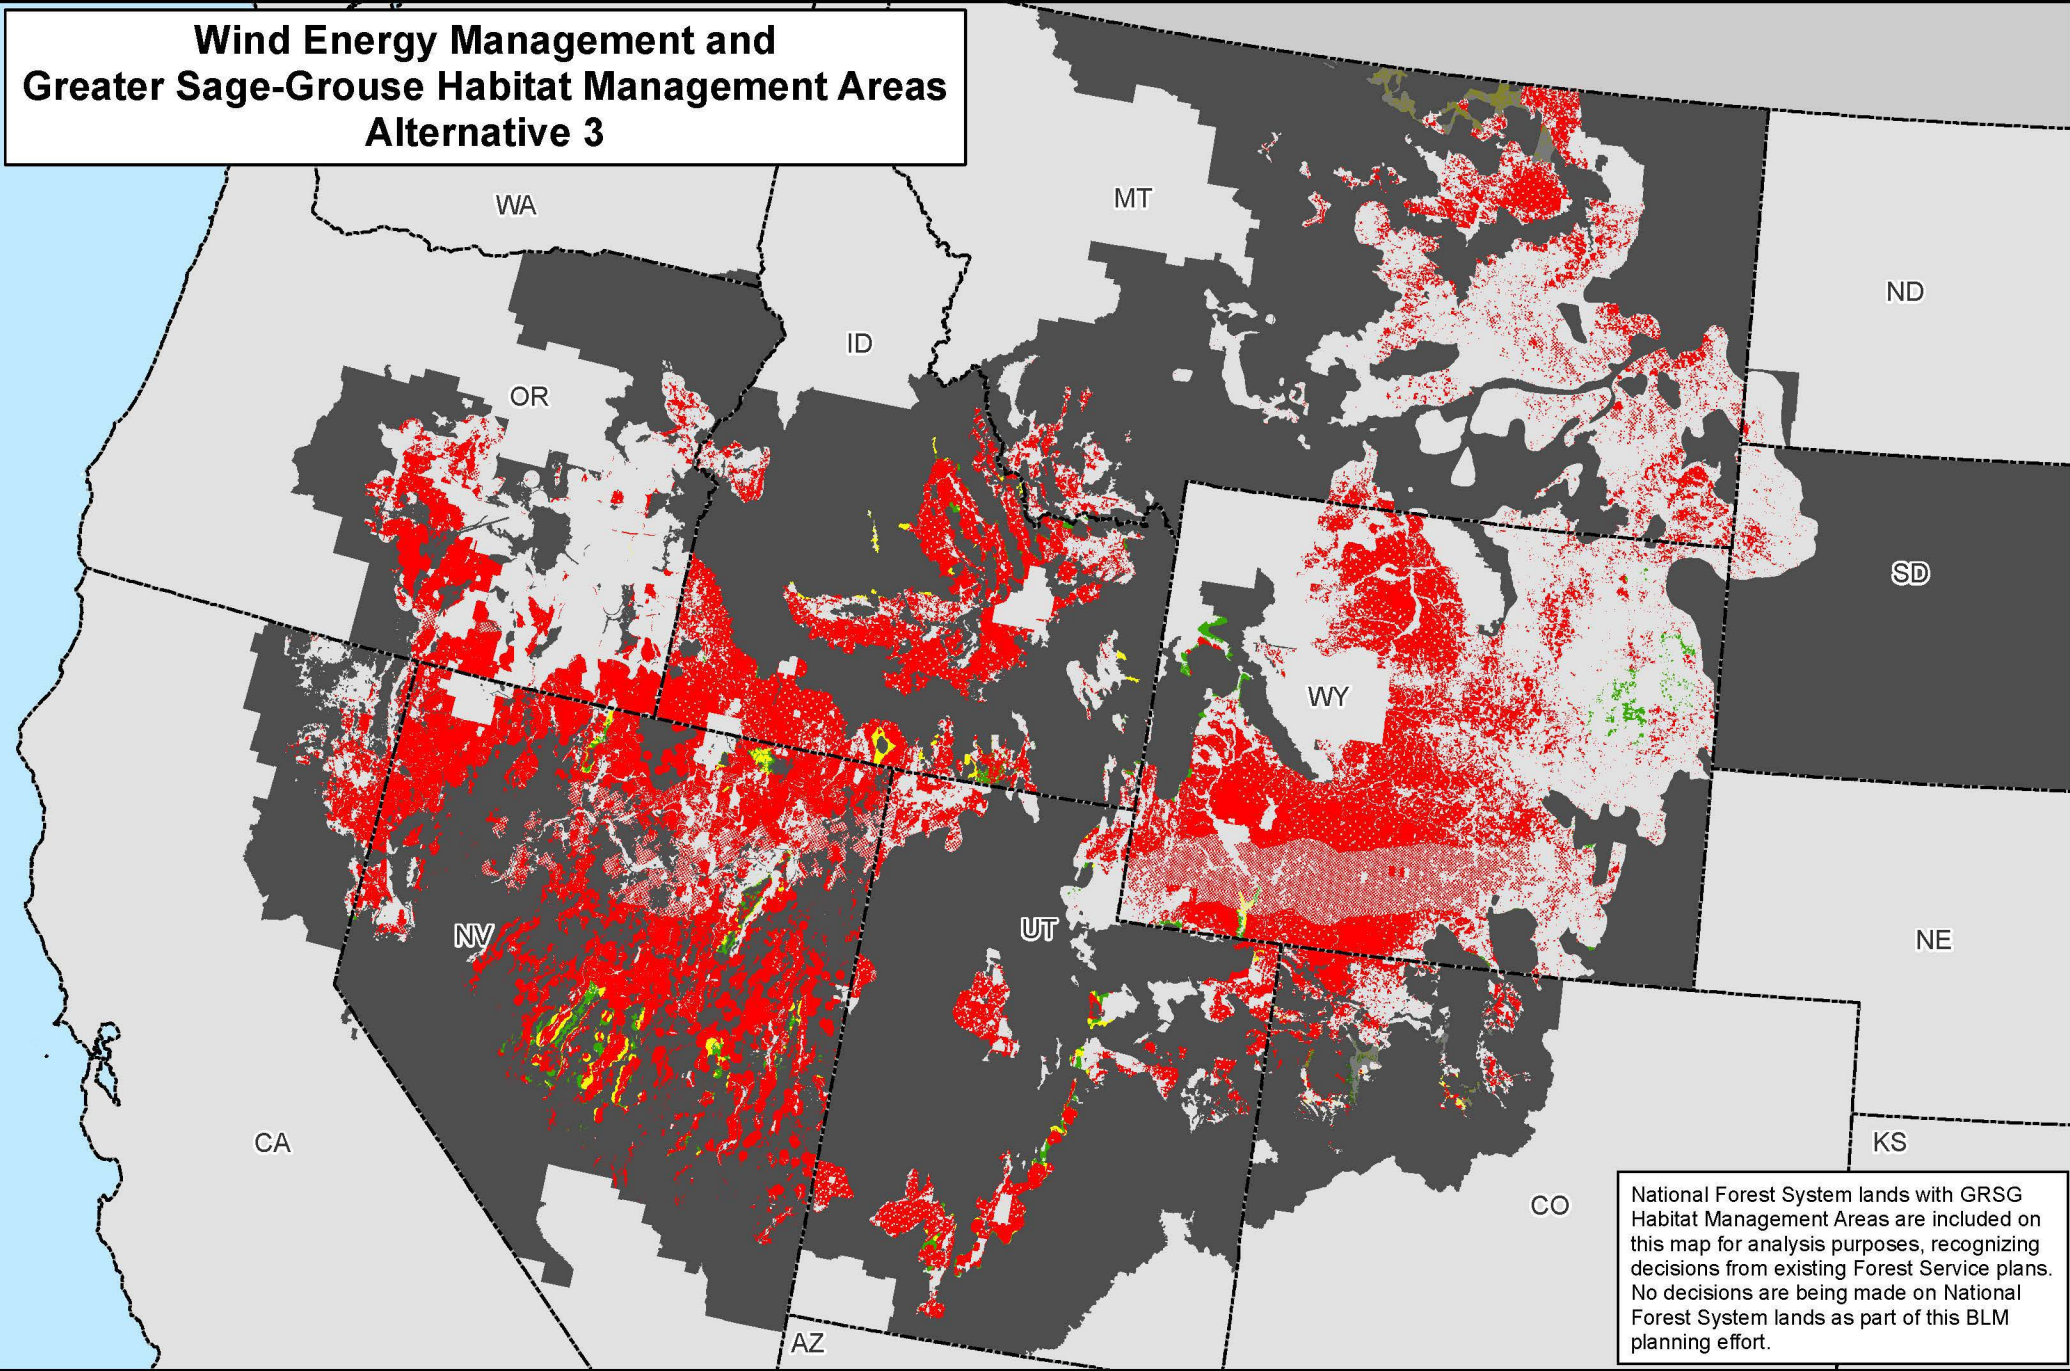 Wind Energy Management and
Greater Sage-Grouse Habitat Management Areas
Alternative 3
WA
MT
ND
ID
OR
SD
WY
NV
UT
NE
CA
KS
CO
AZ
National Forest System lands with GRSG
Habitat Management Areas are included on
this map for analysis purposes, recognizing
decisions from existing Forest Service plans.
No decisions are being made on National
Forest System lands as part of this BLM
planning effort.